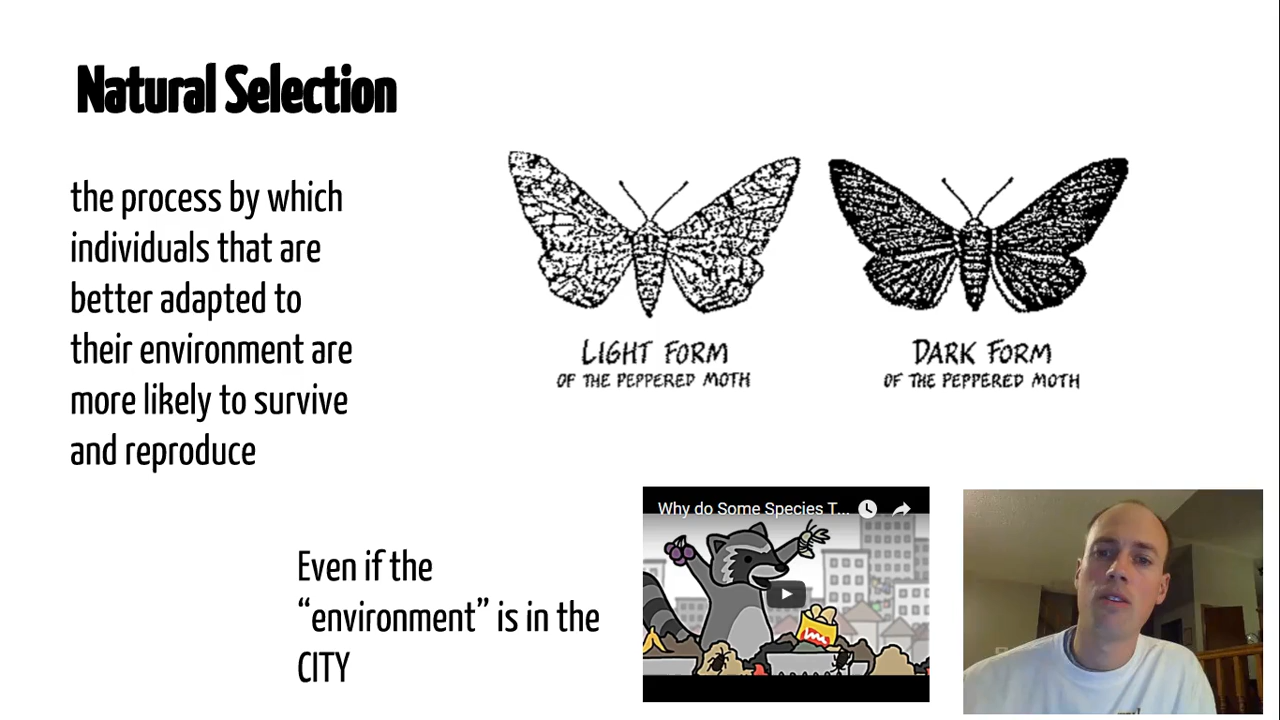 Natural Selection
the process by which
individuals that are
better adapted to
their environment are
more likely to survive
and reproduce
LIGHT FORM
OF THE PEPPERED MOTH
DARK FORM
OF THE PEPPERED MOTH
Even if the
“environment” is in the
CITY
Why do Some Species T...